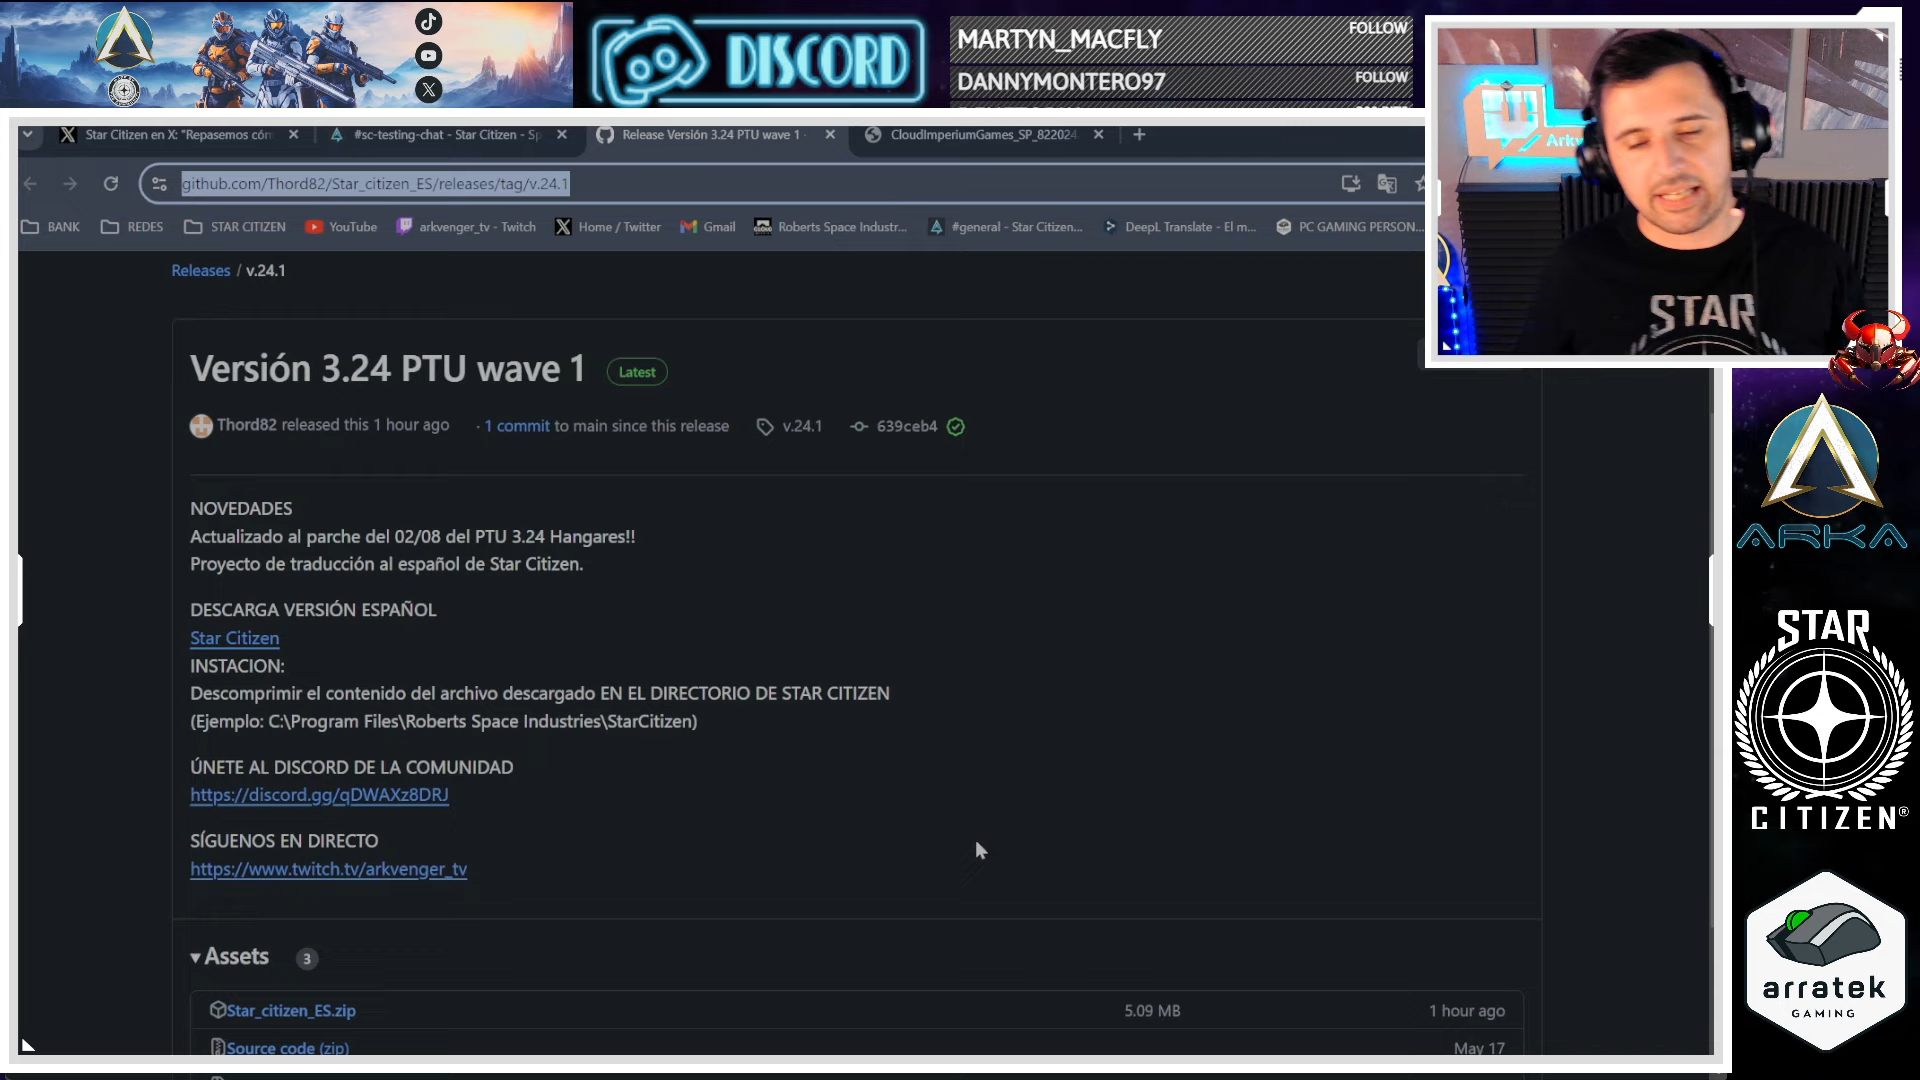 DISCORD
MARTYN_MACFLY
FOLLOW
DANNYMONTERO97
FOLLOW
Star Citizen en X: "Repasemos cóm
#sc-testing-chat - Star Citizen - Sp
Release Versión 3.24 PTU wave 1 ·
CloudImperiumGames_SP_822024
github.com/Thord82/Star_citizen_ES/releases/tag/v.24.1
BANK
REDES
STAR CITIZEN
YouTube
arkvenger_tv - Twitch
Home / Twitter
Gmail
Roberts Space Industr...
#general - Star Citizen...
DeepL Translate - El m...
PC GAMING PERSON...
Releases / v.24.1
Versión 3.24 PTU wave 1
Latest
Thord82 released this 1 hour ago
· 1 commit to main since this release
v.24.1
639ceb4
NOVEDADES
Actualizado al parche del 02/08 del PTU 3.24 Hangares!!
Proyecto de traducción al español de Star Citizen.
DESCARGA VERSIÓN ESPAÑOL
Star Citizen
INSTACION:
Descomprimir el contenido del archivo descargado EN EL DIRECTORIO DE STAR CITIZEN
(Ejemplo: C:\Program Files\Roberts Space Industries\StarCitizen)
ÚNETE AL DISCORD DE LA COMUNIDAD
https://discord.gg/qDWAXz8DRJ
SÍGUENOS EN DIRECTO
https://www.twitch.tv/arkvenger_tv
Assets
3
Star_citizen_ES.zip
5.09 MB
1 hour ago
Source code (zip)
May 17
Arkv
STAR
ARKA
STAR
CITIZEN®
arratek
GAMING